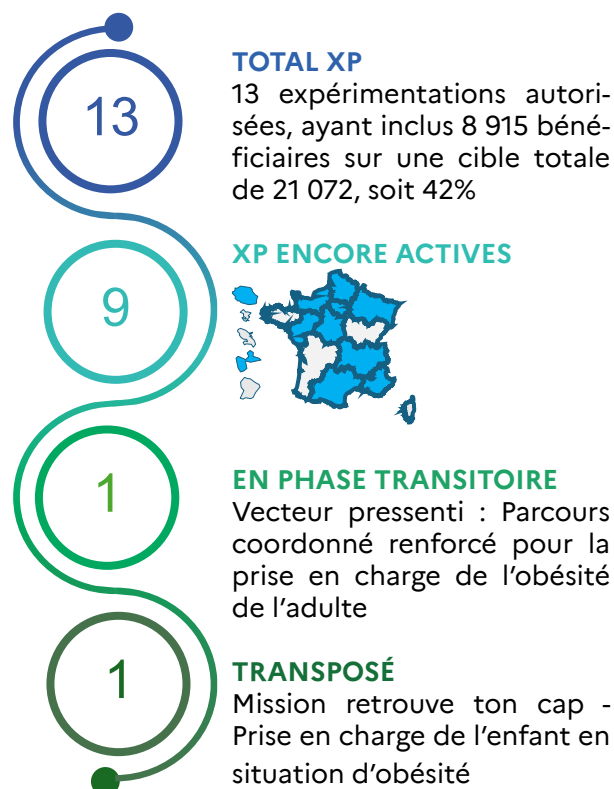 13
TOTAL XP
13 expérimentations autori-
sées, ayant inclus 8 915 béné-
ficiaires sur une cible totale
de 21 072, soit 42%
9
XP ENCORE ACTIVES
1
EN PHASE TRANSITOIRE
Vecteur pressenti : Parcours
coordonné renforcé pour la
prise en charge de l’obésité
de l’adulte
1
TRANSPOSÉ
Mission retrouve ton cap -
Prise en charge de l’enfant en
situation d’obésité